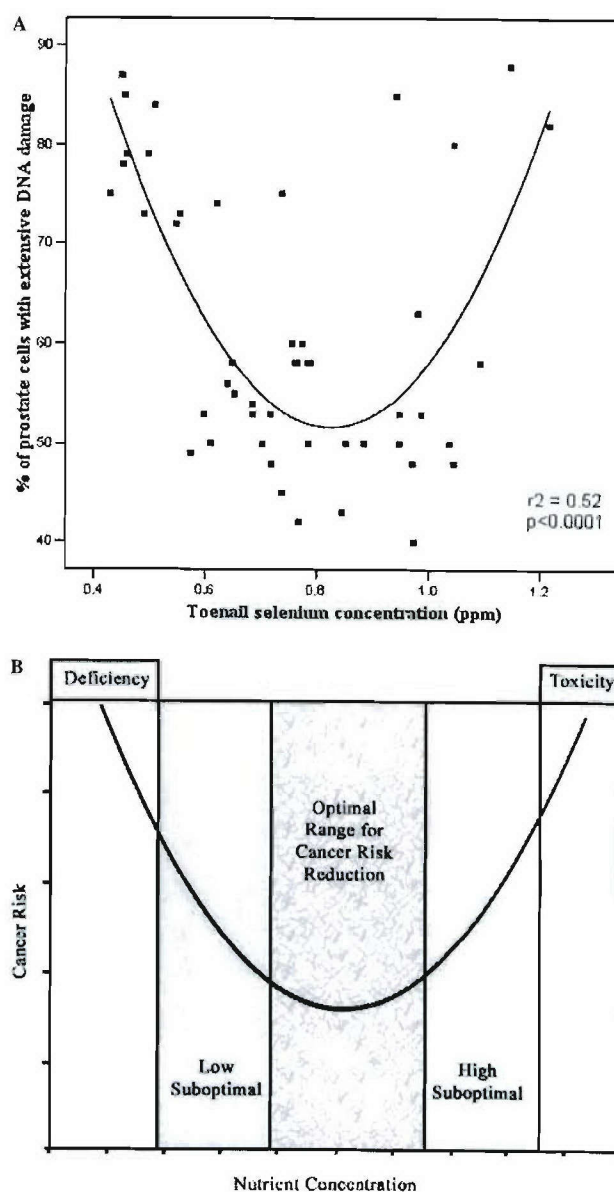 A
90
80
70
60
50
40
% of prostate cells with extensive DNA damage
r2 = 0.52
p<0.0001
0.4 0.6 0.8 1.0 1.2
Toenail selenium concentration (ppm)
B
Deficiency
Toxicity
Optimal
Range for
Cancer Risk
Reduction
Cancer Risk
Low
Suboptimal
High
Suboptimal
Nutrient Concentration